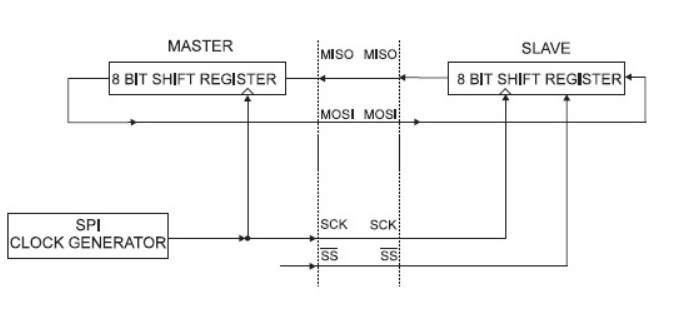 MASTER
SLAVE
MISO MISO
8 BIT SHIFT REGISTER
8 BIT SHIFT REGISTER
MOSI MOSI
SPI
CLOCK GENERATOR
SCK SCK
SS SS